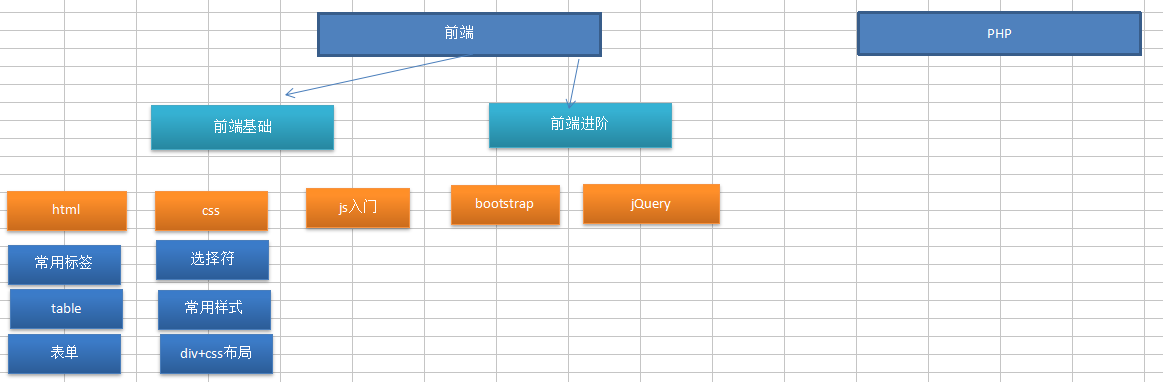 前端
PHP
前端基础
前端进阶
html
css
js入门
bootstrap
jQuery
常用标签
选择符
table
常用样式
表单
div+css布局